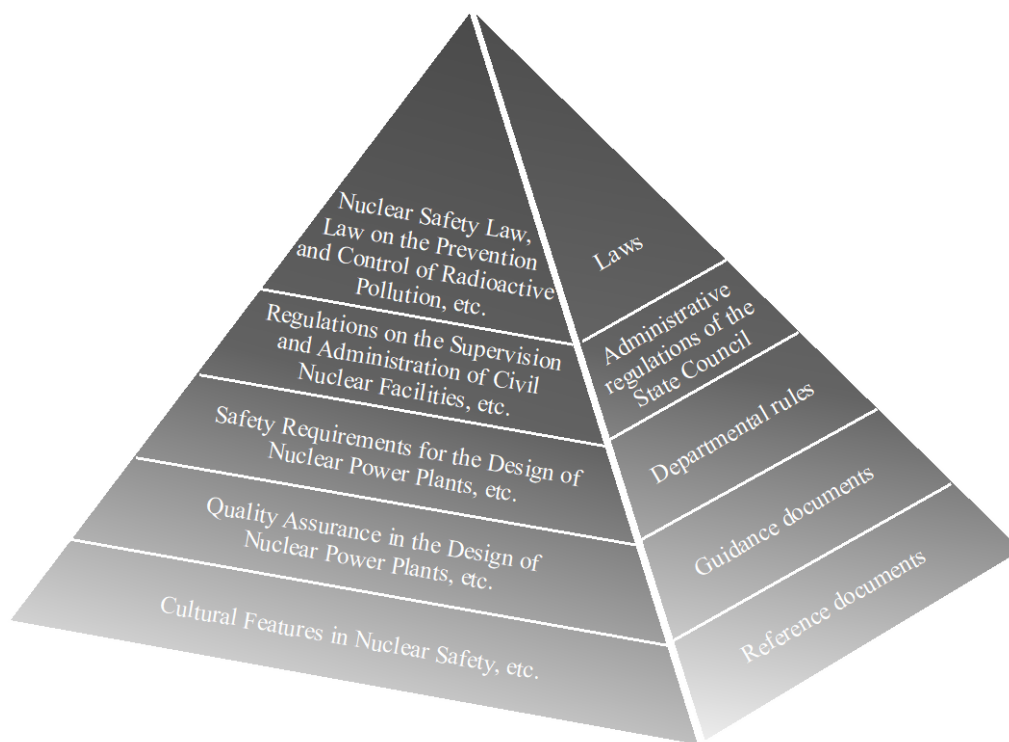 Nuclear Safety Law,
Law on the Prevention
and Control of Radioactive
Pollution, etc.
Laws
Regulations on the Supervision
and Administration of Civil
Nuclear Facilities, etc.
Administrative
regulations of the
State Council
Safety Requirements for the Design of
Nuclear Power Plants, etc.
Departmental rules
Quality Assurance in the Design of
Nuclear Power Plants, etc.
Guidance documents
Cultural Features in Nuclear Safety, etc.
Reference documents